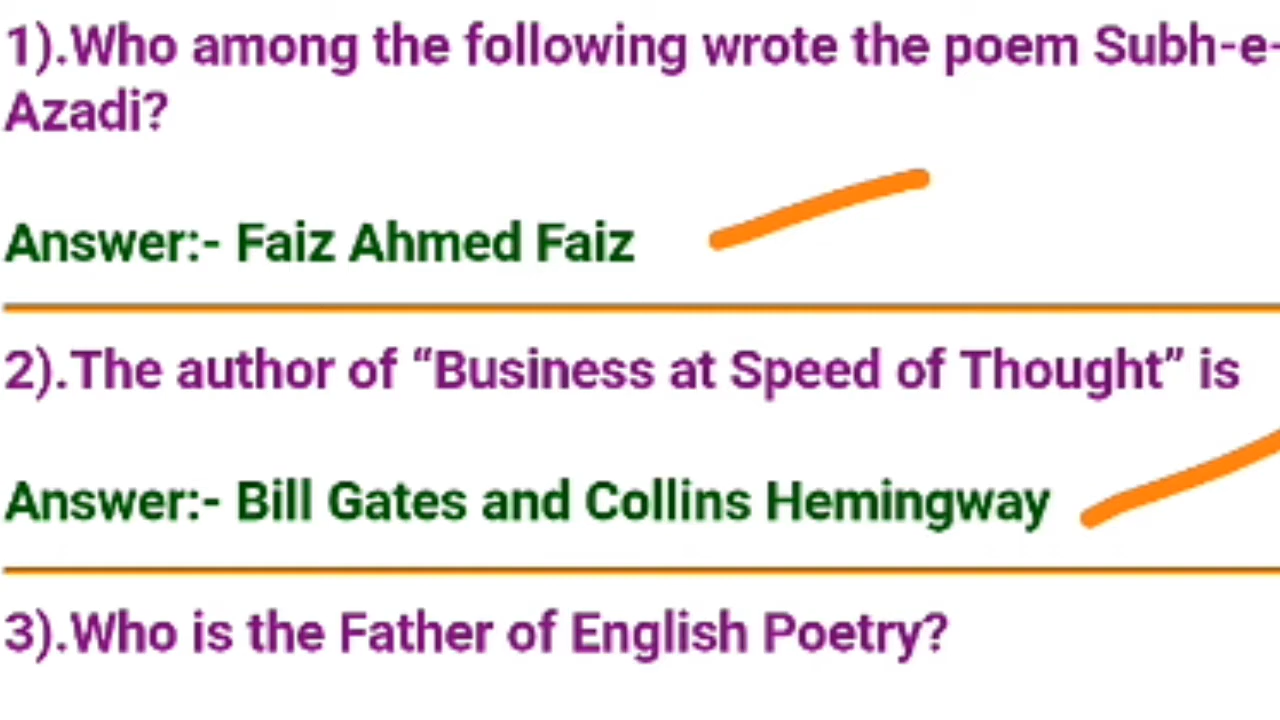 1).Who among the following wrote the poem Subh-e-
Azadi?
Answer:- Faiz Ahmed Faiz
2).The author of “Business at Speed of Thought” is
Answer:- Bill Gates and Collins Hemingway
3).Who is the Father of English Poetry?